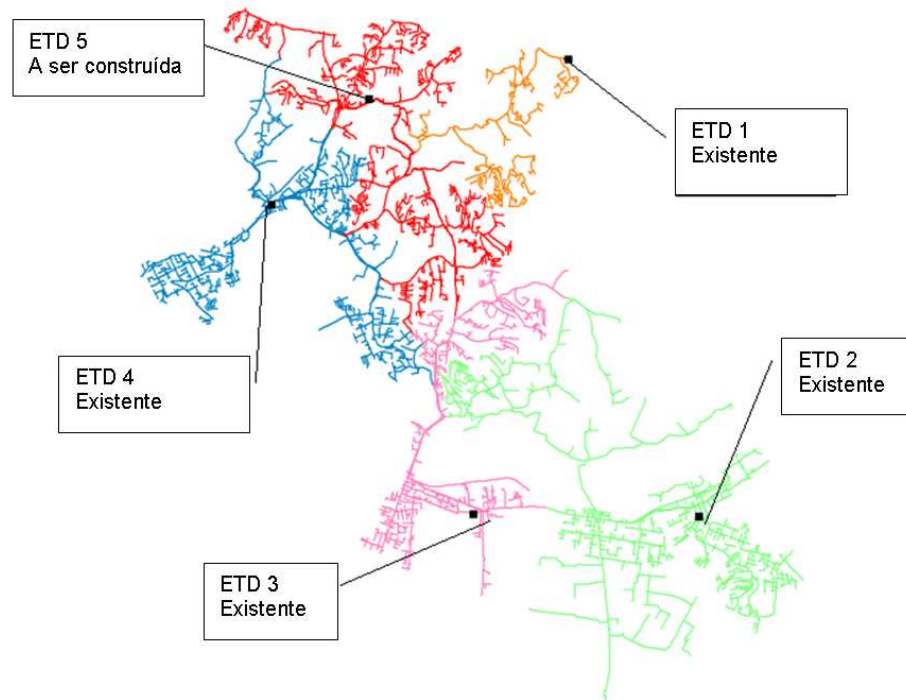 ETD 5
A ser construída
ETD 1
Existente
ETD 2
Existente
ETD 4
Existente
ETD 3
Existente